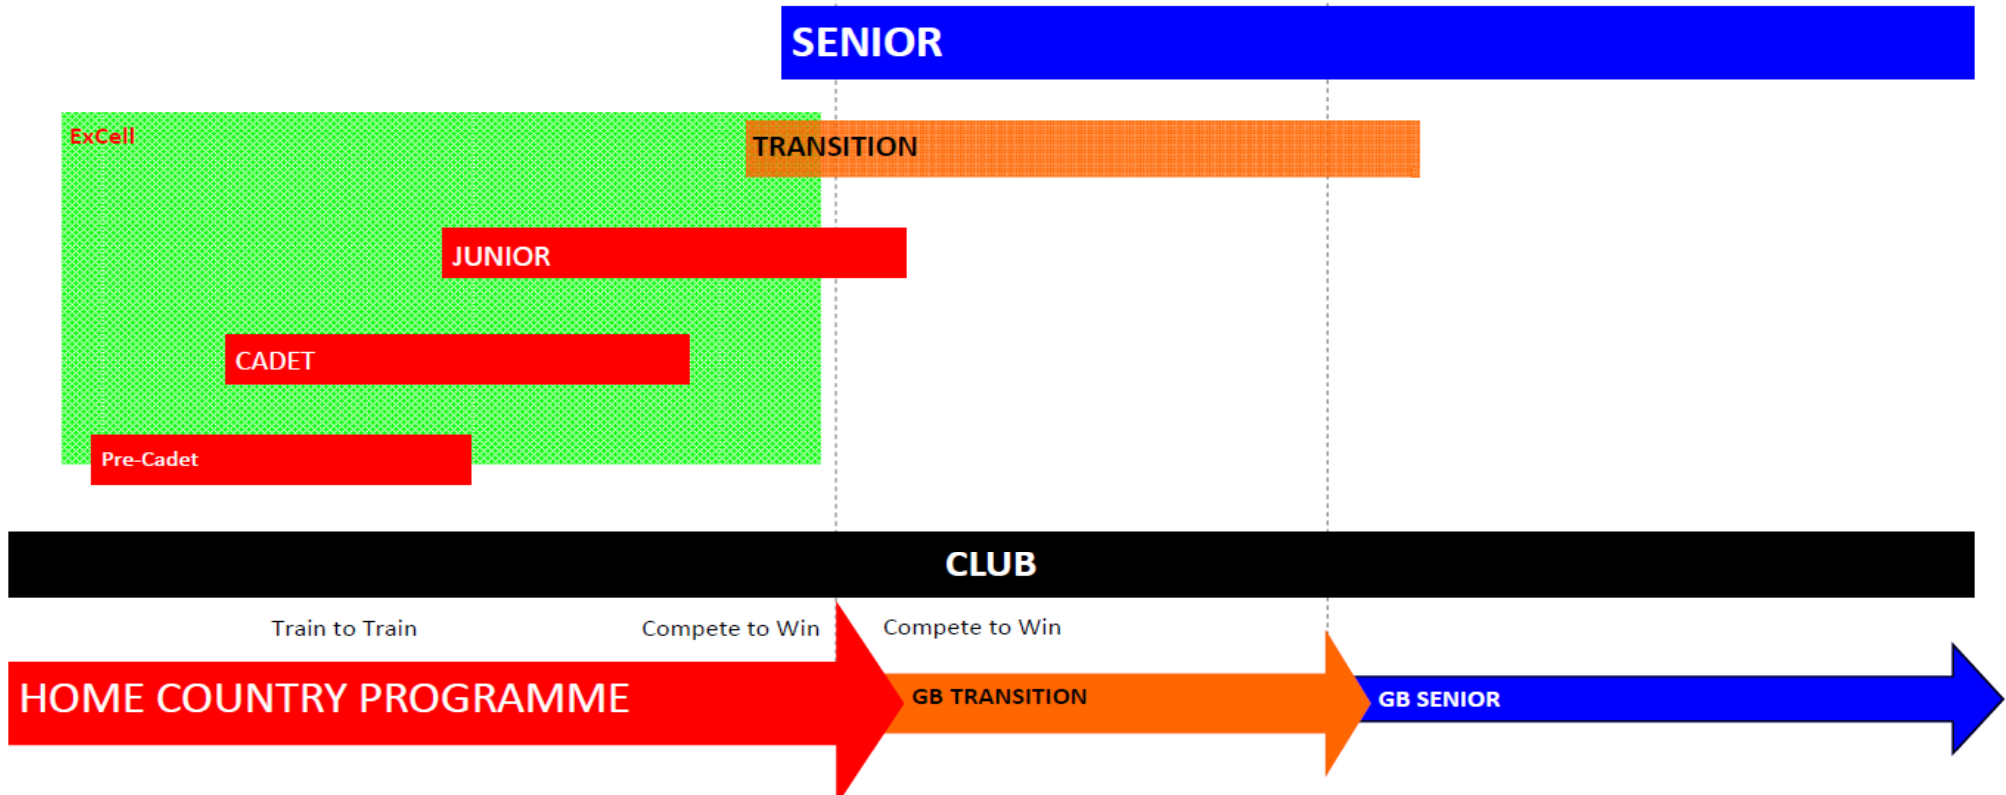 SENIOR
ExCell
TRANSITION
JUNIOR
CADET
Pre-Cadet
CLUB
Train to Train
Compete to Win
Compete to Win
HOME COUNTRY PROGRAMME
GB TRANSITION
GB SENIOR